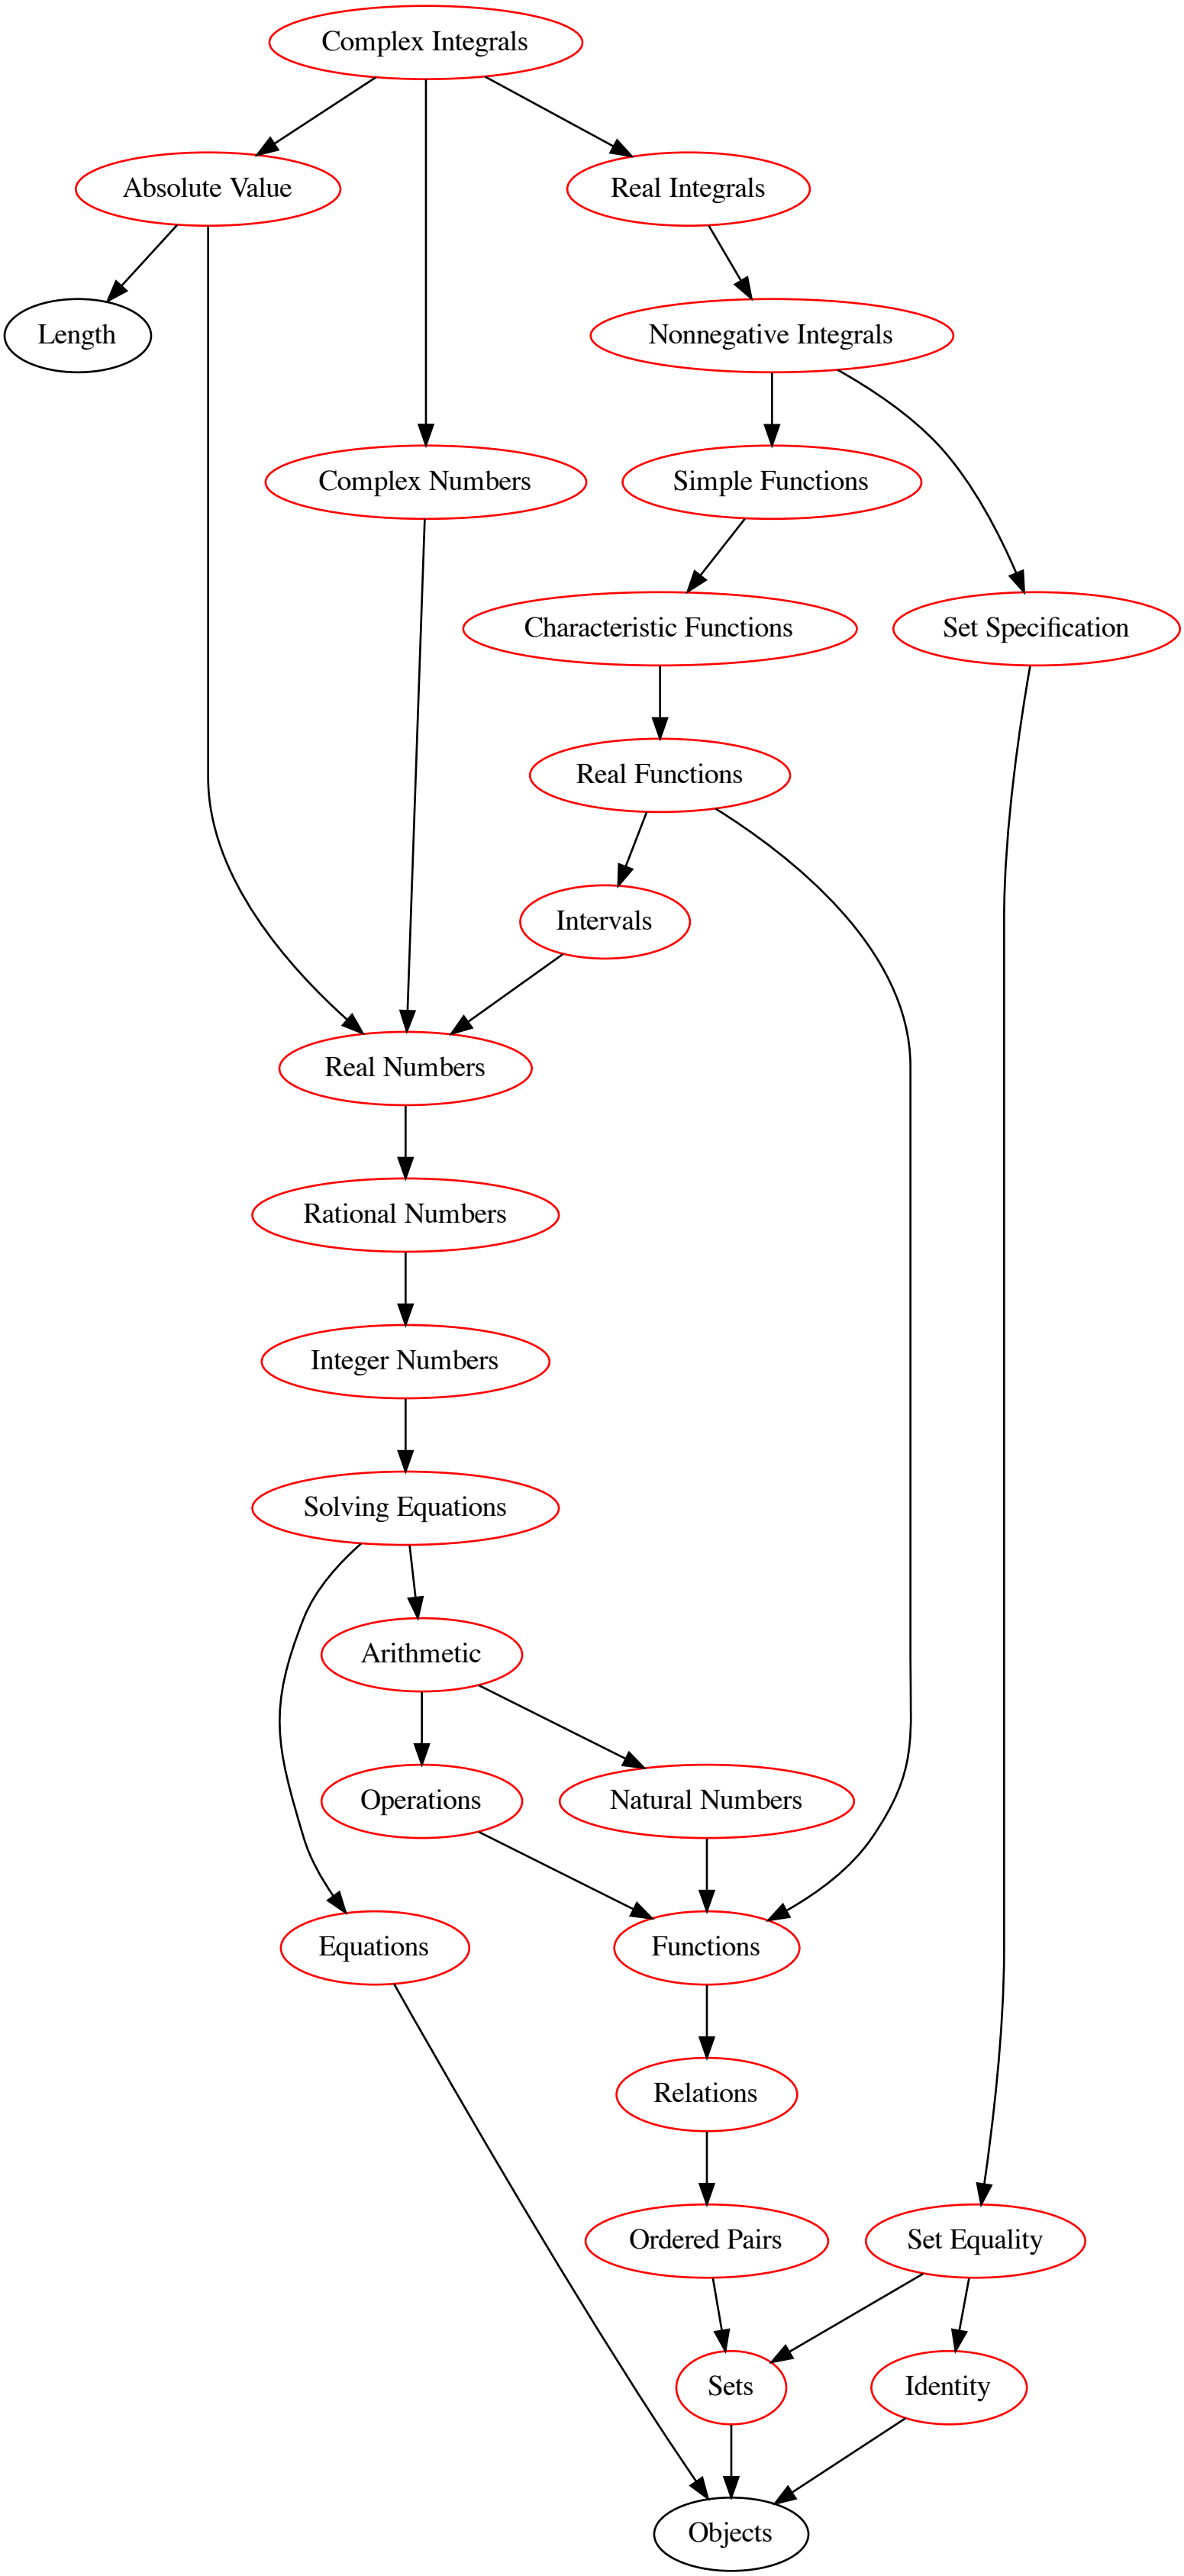 Complex Integrals
Absolute Value
Real Integrals
Length
Nonnegative Integrals
Complex Numbers
Simple Functions
Characteristic Functions
Set Specification
Real Functions
Intervals
Real Numbers
Rational Numbers
Integer Numbers
Solving Equations
Arithmetic
Operations
Natural Numbers
Equations
Functions
Relations
Ordered Pairs
Set Equality
Sets
Identity
Objects